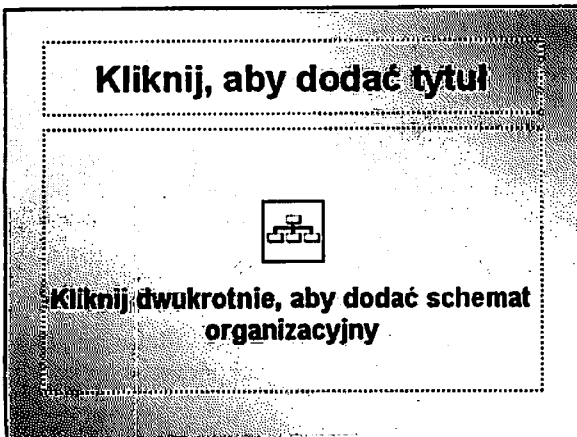 Kliknij, aby dodać tytuł
Kliknij dwukrotnie, aby dodać schemat
organizacyjny